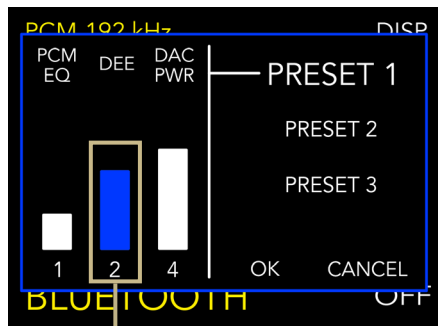 PCM 192 kHz DISP
PCM EQ
DEE
DAC PWR
PRESET 1
PRESET 2
PRESET 3
1 2 4
OK CANCEL
BLUETOOTH OFF